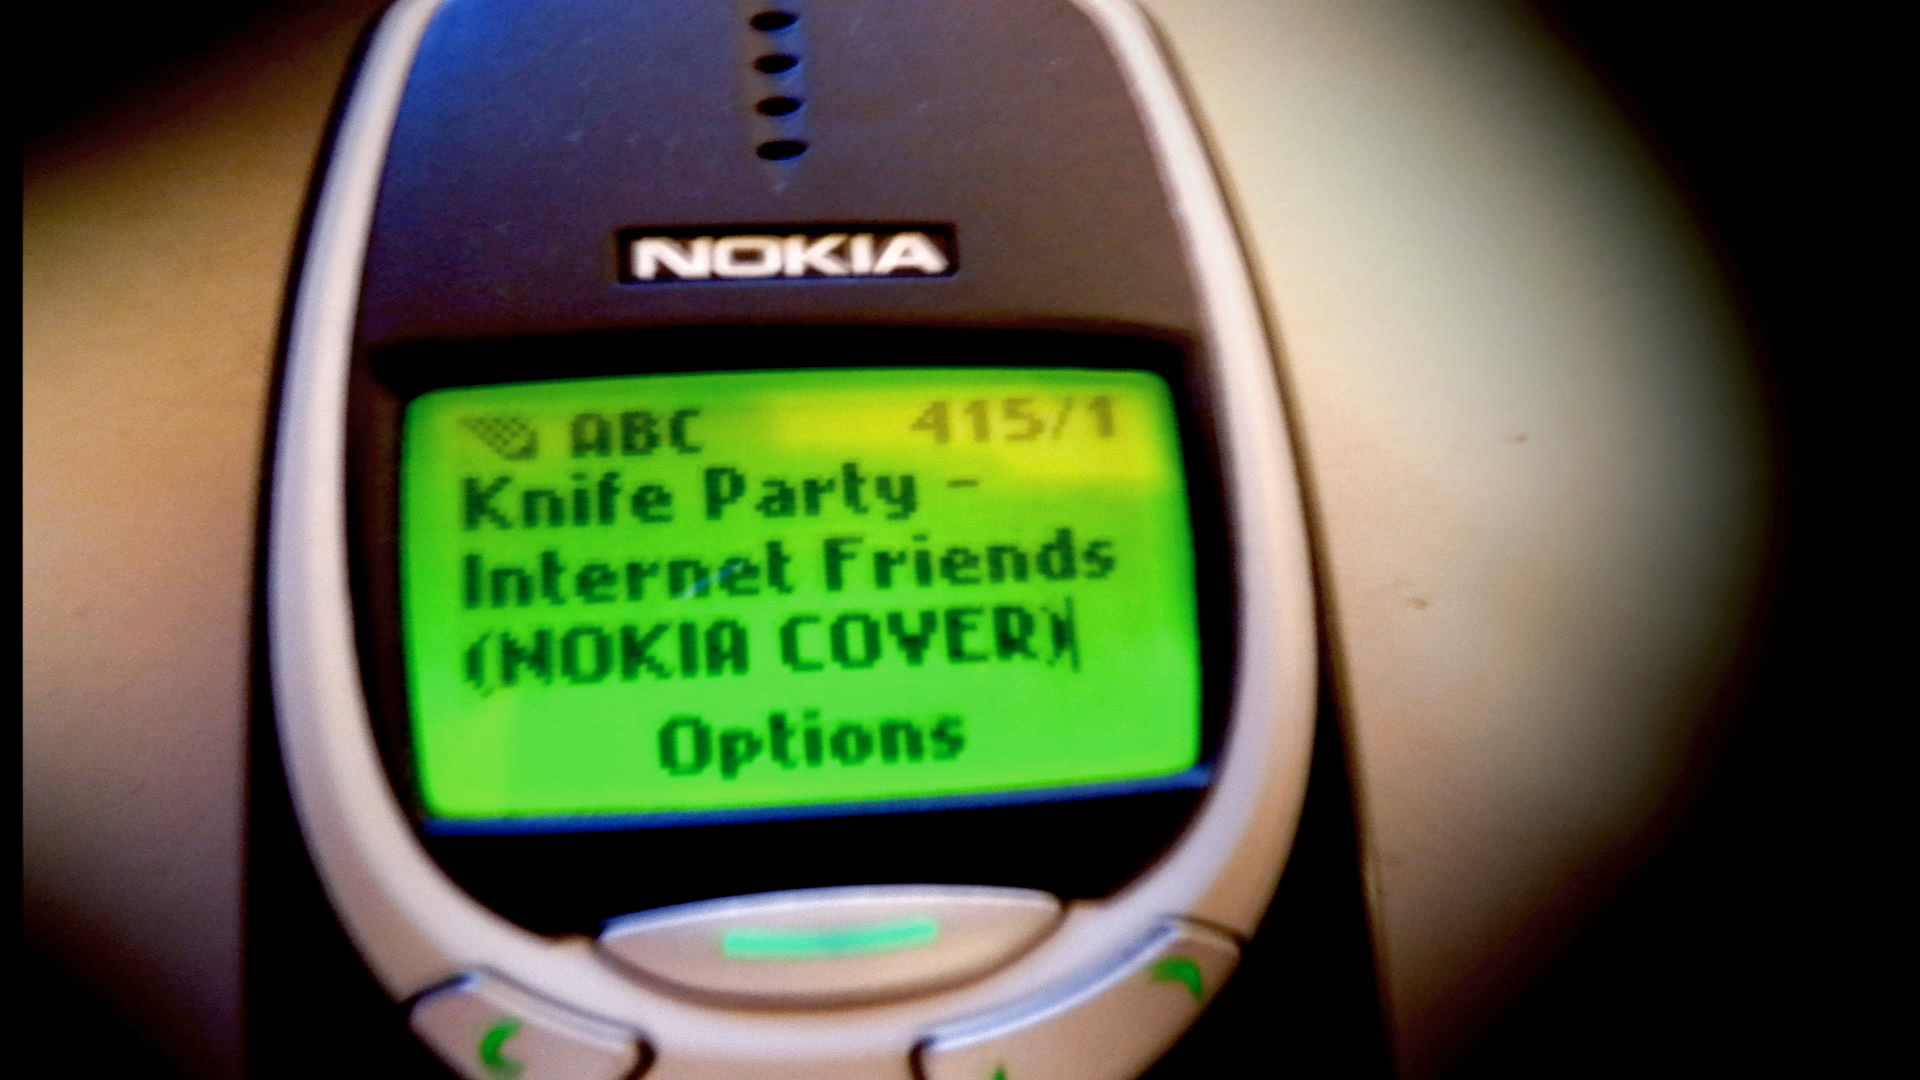 NOKIA
ABC 415/1
Knife Party -
Internet Friends
(NOKIA COVER)
Options